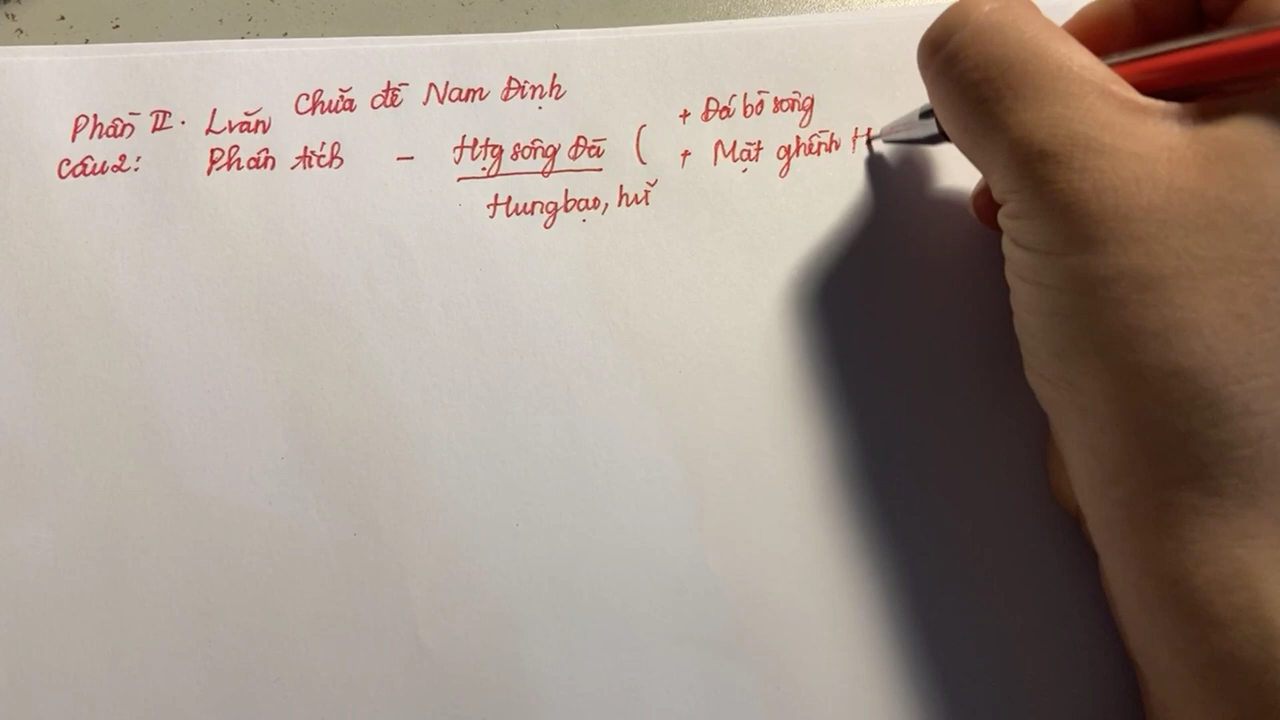 Chữa đề Nam Định
Phần II. Lvăn
Câu 2: Phân tích - Htg sông Đà ( + Đá bờ sông
+ Mặt ghềnh H
Hung bạo, hù